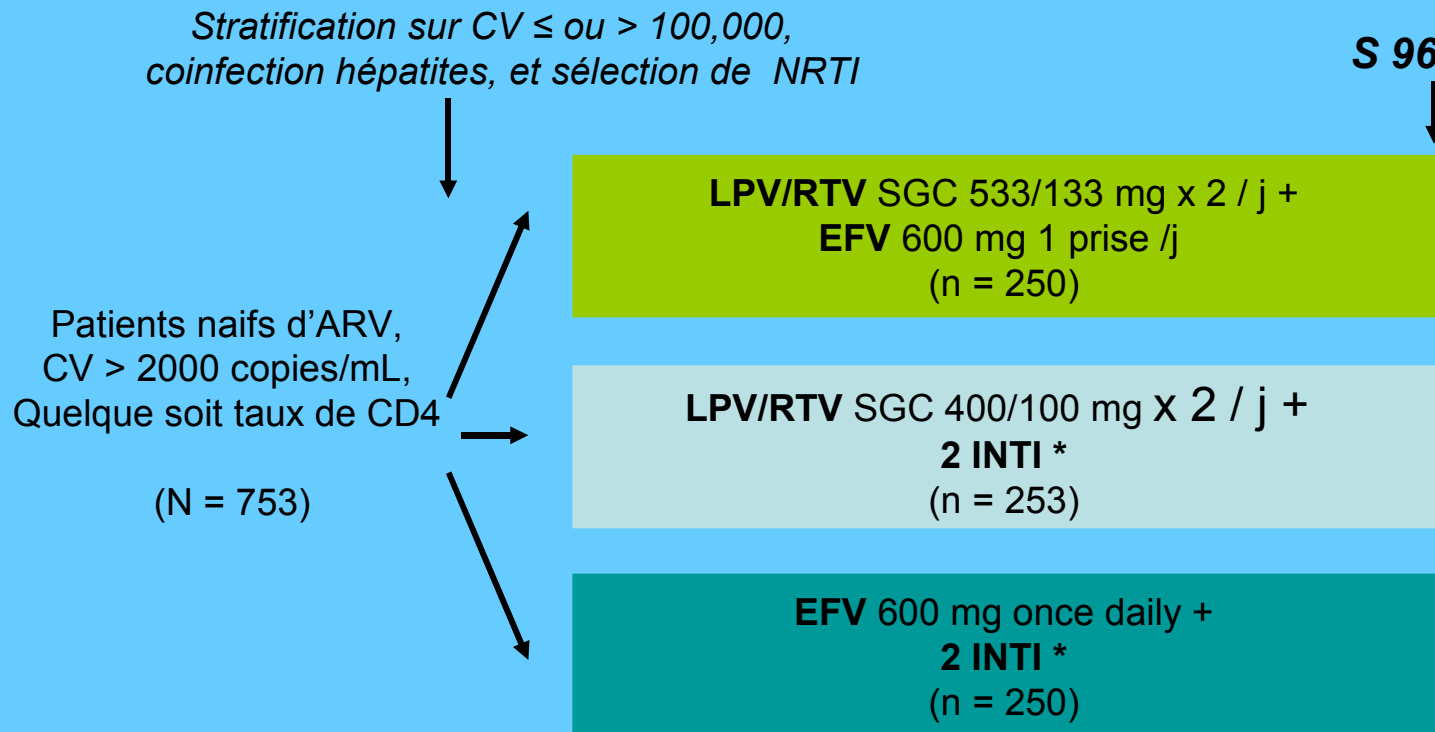 Stratification sur CV ≤ ou > 100,000,
coinfection hépatites, et sélection de NRTI
S 96
LPV/RTV SGC 533/133 mg x 2 / j +
EFV 600 mg 1 prise /j
(n = 250)
Patients naifs d’ARV,
CV > 2000 copies/mL,
Quelque soit taux de CD4
(N = 753)
LPV/RTV SGC 400/100 mg x 2 / j +
2 INTI *
(n = 253)
EFV 600 mg once daily +
2 INTI *
(n = 250)